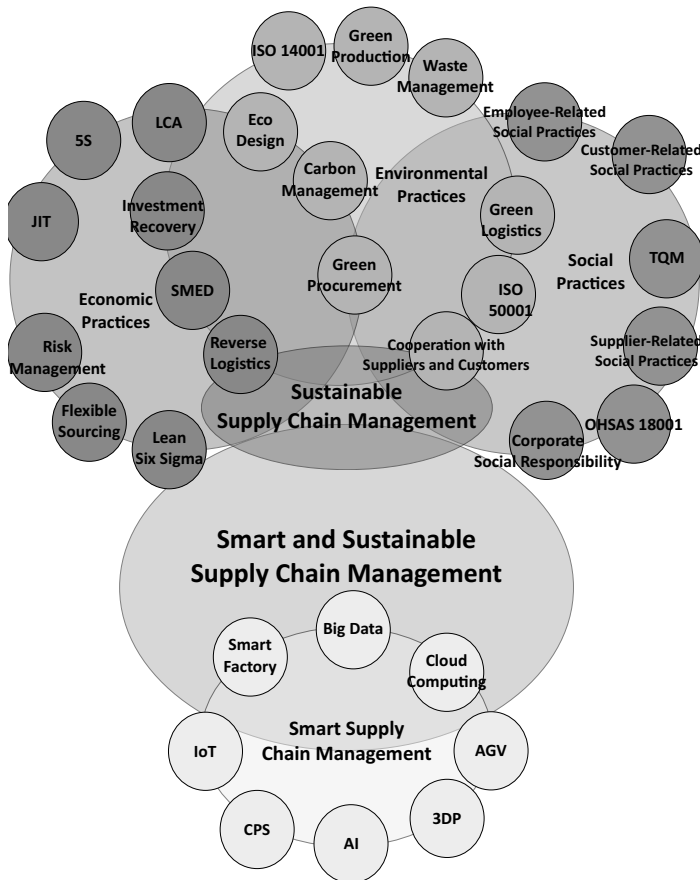 ISO 14001
Green
Production
Waste
Management
Employee-Related
Social Practices
Customer-Related
Social Practices
LCA
5S
Eco
Design
Carbon
Management
Environmental
Practices
JIT
Investment
Recovery
Green
Logistics
Social
Practices
TQM
Green
Procurement
SMED
ISO
50001
Economic
Practices
Risk
Management
Reverse
Logistics
Cooperation with
Suppliers and Customers
Supplier-Related
Social Practices
Sustainable
Supply Chain Management
Flexible
Sourcing
Lean
Six Sigma
Corporate
Social Responsibility
OHSAS 18001
Smart and Sustainable
Supply Chain Management
Big Data
Smart
Factory
Cloud
Computing
Smart Supply
Chain Management
IoT
AGV
CPS
AI
3DP